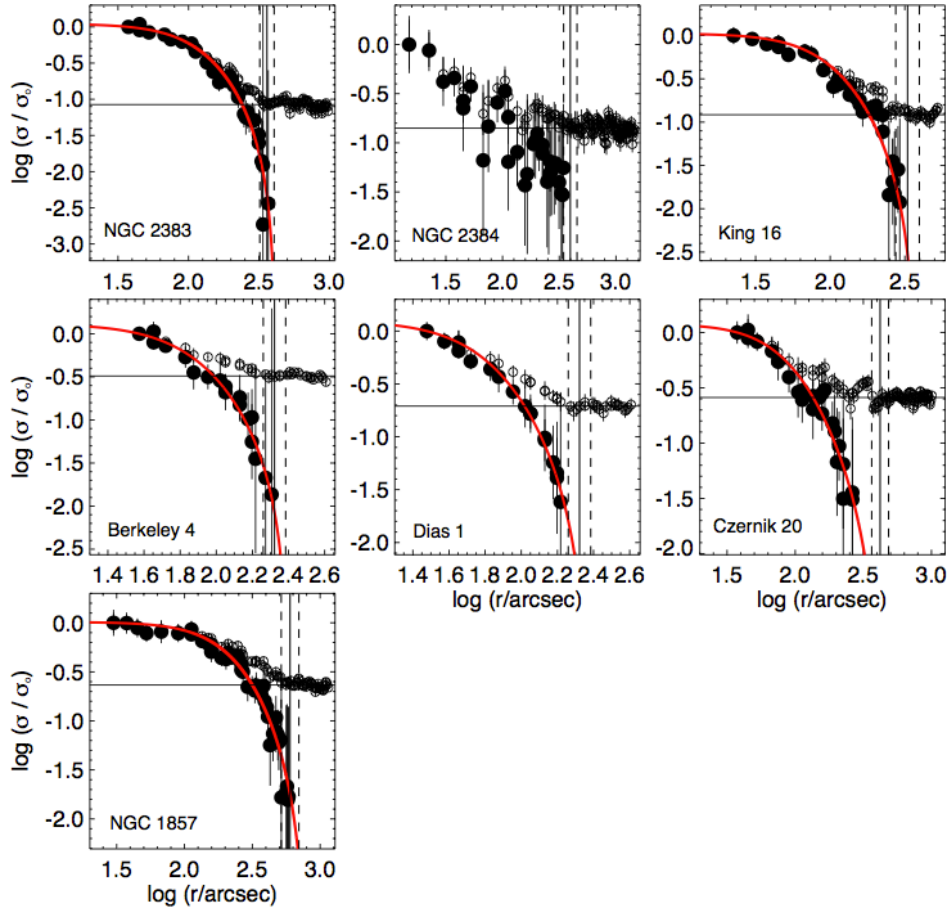 log (σ / σ₀)
0.0
-0.5
-1.0
-1.5
-2.0
-2.5
-3.0
NGC 2383
1.5 2.0 2.5 3.0
0.0
-0.5
-1.0
-1.5
-2.0
NGC 2384
1.5 2.0 2.5 3.0
0.0
-0.5
-1.0
-1.5
-2.0
-2.5
King 16
1.5 2.0 2.5
log (σ / σ₀)
0.0
-0.5
-1.0
-1.5
-2.0
-2.5
Berkeley 4
1.4 1.6 1.8 2.0 2.2 2.4 2.6
0.0
-0.5
-1.0
-1.5
-2.0
Dias 1
1.4 1.6 1.8 2.0 2.2 2.4 2.6
log (r/arcsec)
0.0
-0.5
-1.0
-1.5
-2.0
Czernik 20
1.5 2.0 2.5 3.0
log (r/arcsec)
log (σ / σ₀)
0.0
-0.5
-1.0
-1.5
-2.0
NGC 1857
1.5 2.0 2.5 3.0
log (r/arcsec)